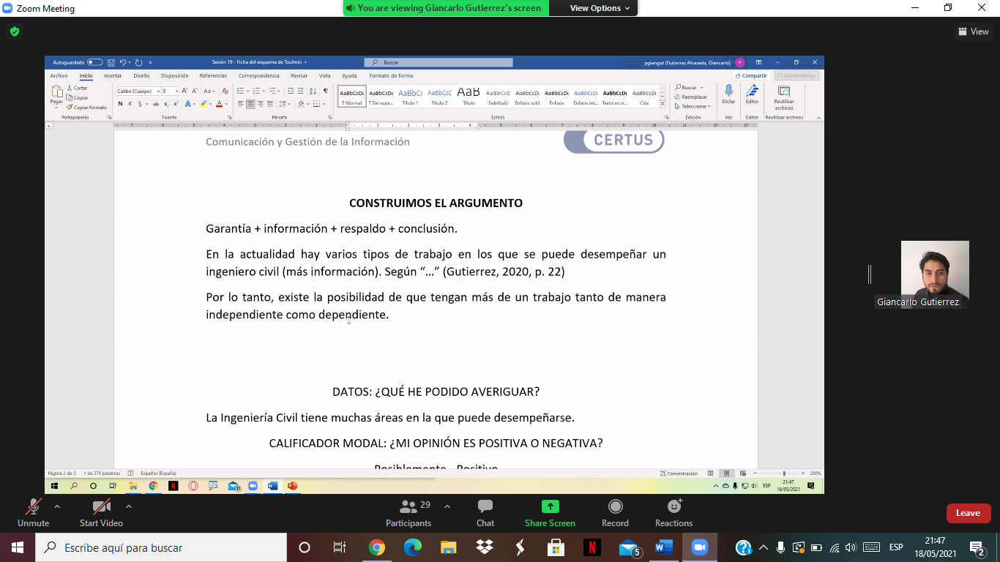 Zoom Meeting
You are viewing Giancarlo Gutierrez's screen
View Options
View
Autoguardado
Sesión 19 - Ficha del esquema de Toulmin
Buscar
pgiangut (Gutierrez Alvarado, Giancarlo)
P
Archivo Inicio Insertar Diseño Disposición Referencias Correspondencia Revisar Vista Ayuda Formato de forma
Compartir Comentarios
Pegar
Cortar
Copiar
Copiar formato
Portapapeles
Calibri (Cuerpo) 8
N K S ab x₂ x²
Fuente
Párrafo
AaBbCcDc AaBbCcDc AaBbCc AaBbCcC AaB AaBbCcC AaBbCcDc AaBbCcDc AaBbCcDc AaBbCcDc AaBbCcDc
¶ Normal ¶ Sin espa... Título 1 Título 2 Título Subtítulo Énfasis sutil Énfasis Énfasis int... Texto en n... Cita
Estilos
Buscar
Reemplazar
Seleccionar
Edición
Dictar
Voz
Editor
Editor
Reutilizar archivos
Reutilizar archivos
Comunicación y Gestión de la Información
CERTUS
CONSTRUIMOS EL ARGUMENTO
Garantía + información + respaldo + conclusión.
En la actualidad hay varios tipos de trabajo en los que se puede desempeñar un
ingeniero civil (más información). Según “…” (Gutierrez, 2020, p. 22)
Por lo tanto, existe la posibilidad de que tengan más de un trabajo tanto de manera
independiente como dependiente.
DATOS: ¿QUÉ HE PODIDO AVERIGUAR?
La Ingeniería Civil tiene muchas áreas en la que puede desempeñarse.
CALIFICADOR MODAL: ¿MI OPINIÓN ES POSITIVA O NEGATIVA?
Posiblemente - Positivo
Página 2 de 3 1 de 270 palabras Español (España)
Concentración
200%
ESP
21:47
18/05/2021
Giancarlo Gutierrez
Unmute
Start Video
29
Participants
Chat
Share Screen
Record
Reactions
Leave
Escribe aquí para buscar
5
ESP
21:47
18/05/2021
2